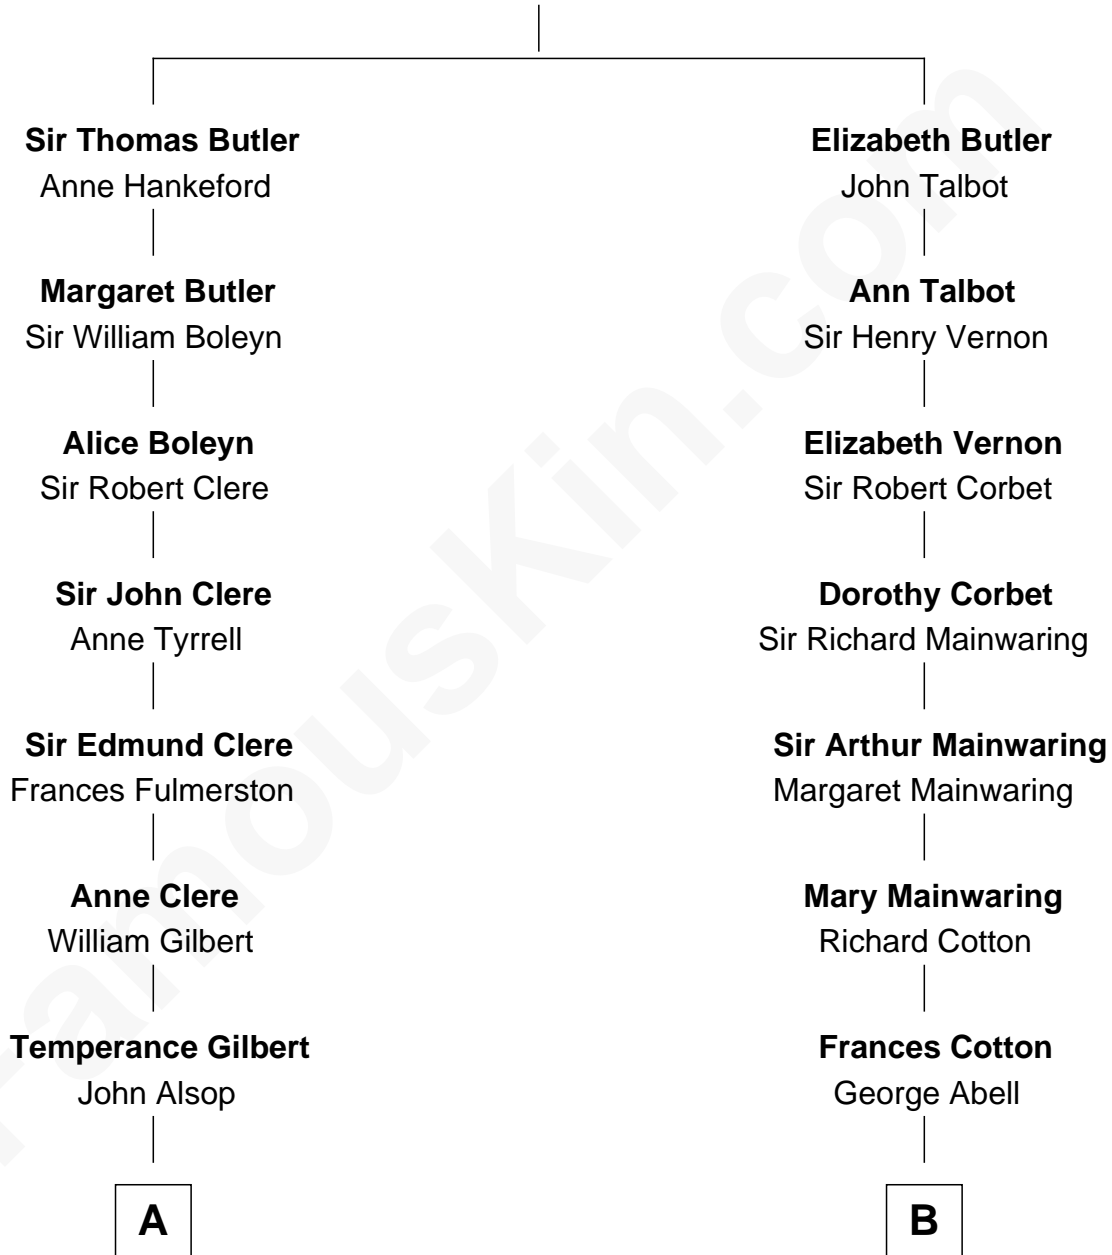 Sir Thomas Butler
Anne Hankeford
Margaret Butler
Sir William Boleyn
Alice Boleyn
Sir Robert Clere
Sir John Clere
Anne Tyrrell
Sir Edmund Clere
Frances Fulmerston
Anne Clere
William Gilbert
Temperance Gilbert
John Alsop
A
Elizabeth Butler
John Talbot
Ann Talbot
Sir Henry Vernon
Elizabeth Vernon
Sir Robert Corbet
Dorothy Corbet
Sir Richard Mainwaring
Sir Arthur Mainwaring
Margaret Mainwaring
Mary Mainwaring
Richard Cotton
Frances Cotton
George Abell
B
FamousKin.com